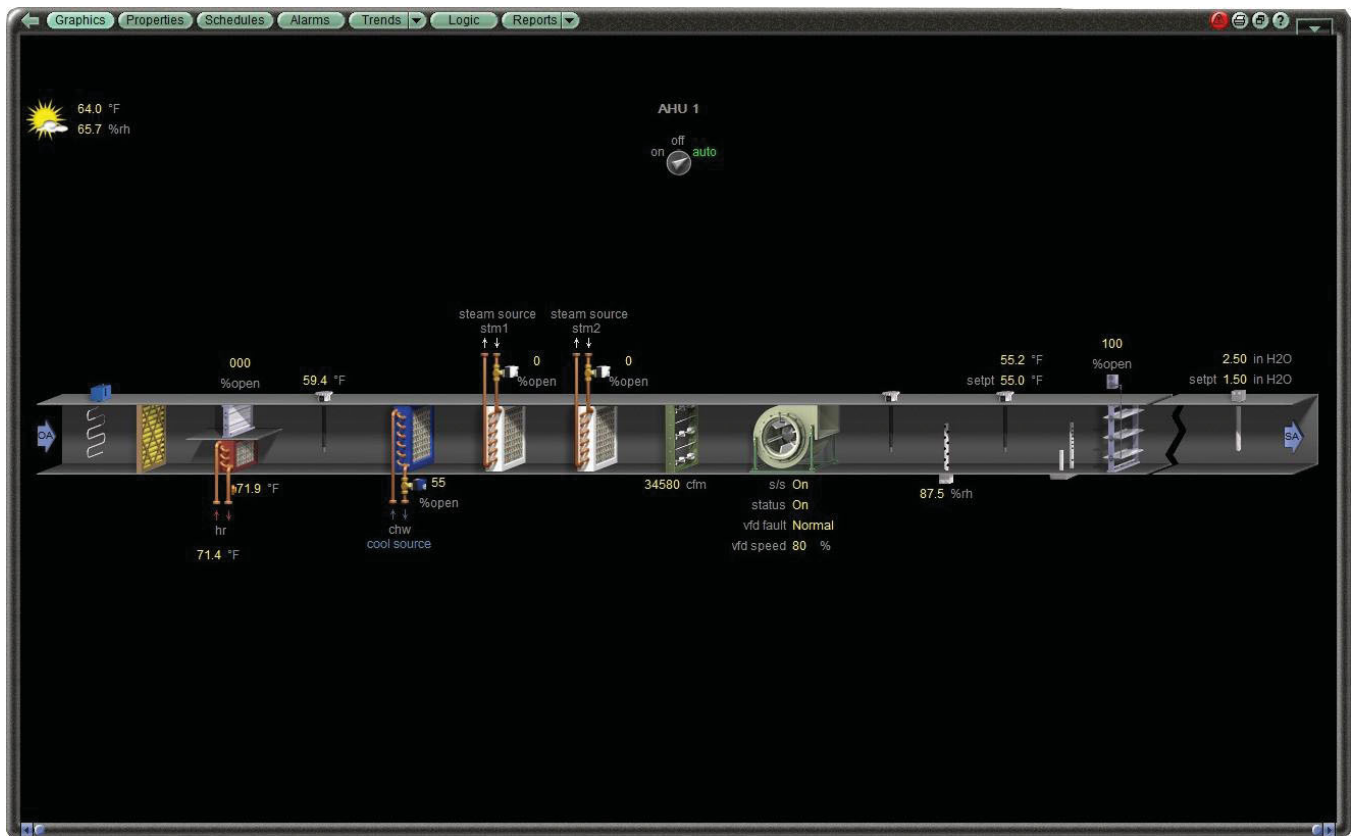 Graphics Properties Schedules Alarms Trends Logic Reports
?
64.0 °F
65.7 %rh
AHU 1
off
on auto
steam source steam source
stm1 stm2
0 0
%open %open
000
%open
59.4 °F
55.2 °F
setpt 55.0 °F
100
%open
2.50 in H2O
setpt 1.50 in H2O
OA
SA
71.9 °F
hr
71.4 °F
55
%open
chw
cool source
34580 cfm
s/s On
status On
vfd fault Normal
vfd speed 80 %
87.5 %rh